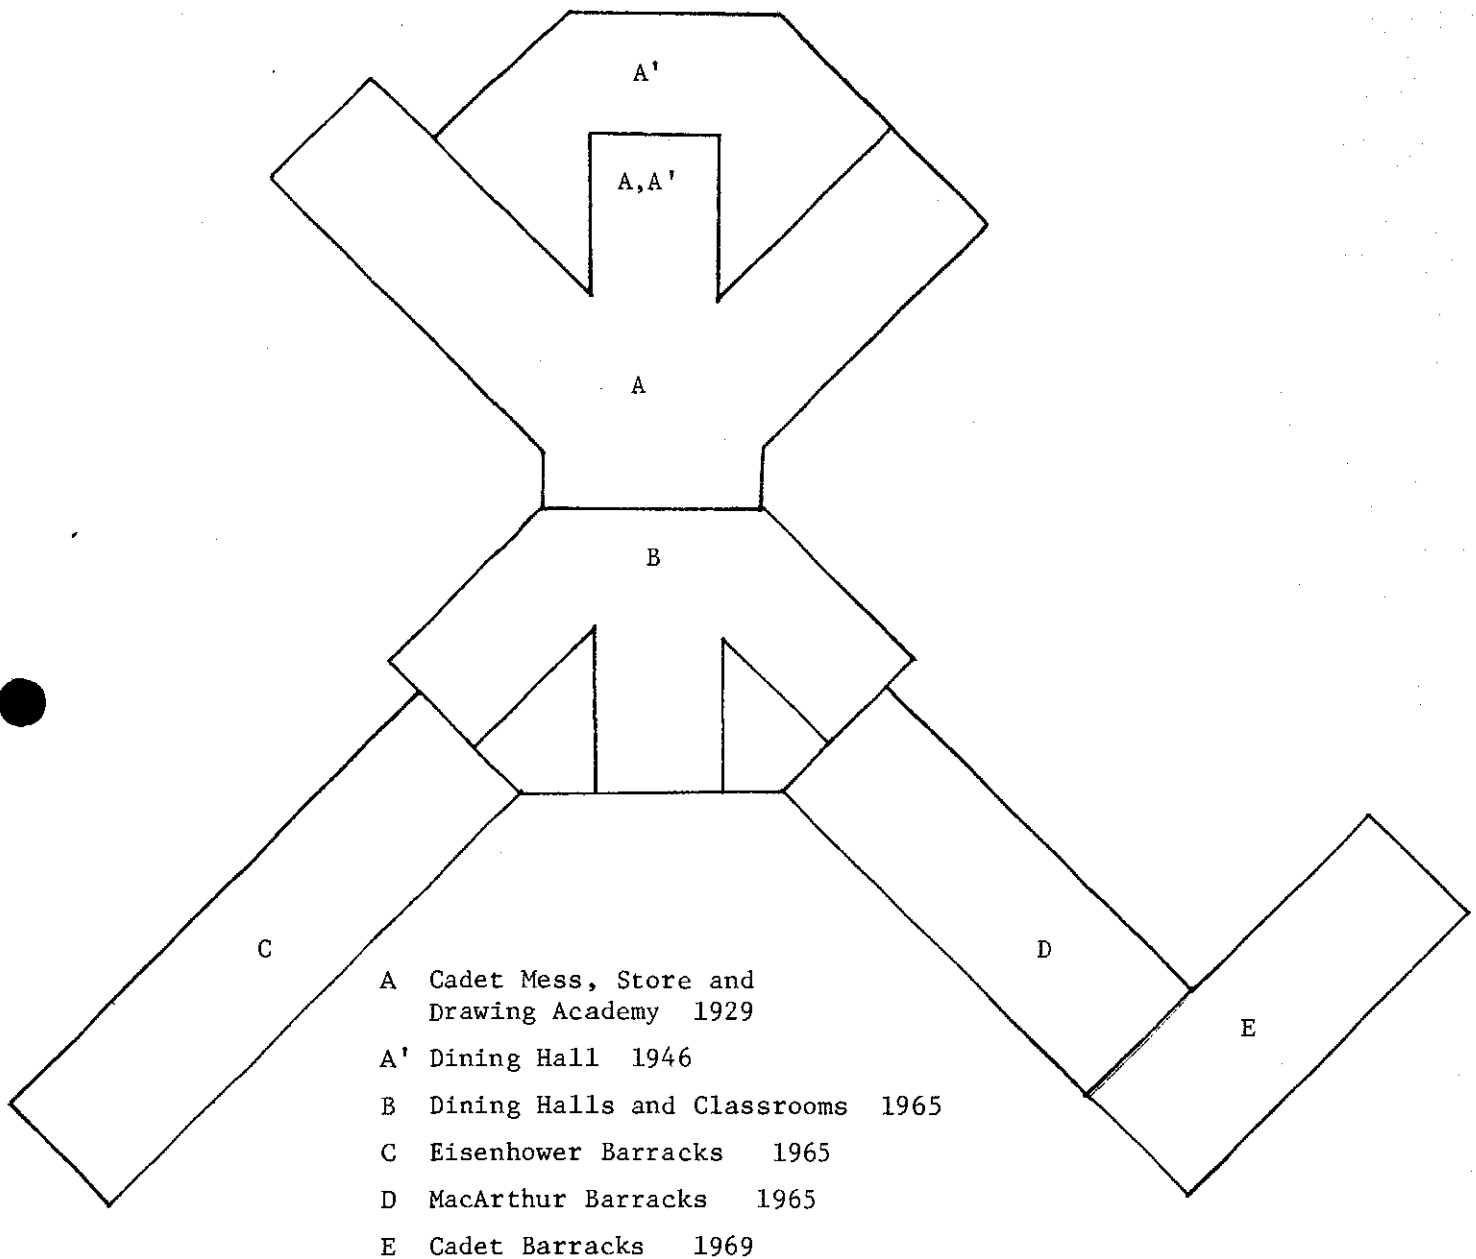 A'
A,A'
A
B
C
D
E
A Cadet Mess, Store and
Drawing Academy 1929
A' Dining Hall 1946
B Dining Halls and Classrooms 1965
C Eisenhower Barracks 1965
D MacArthur Barracks 1965
E Cadet Barracks 1969